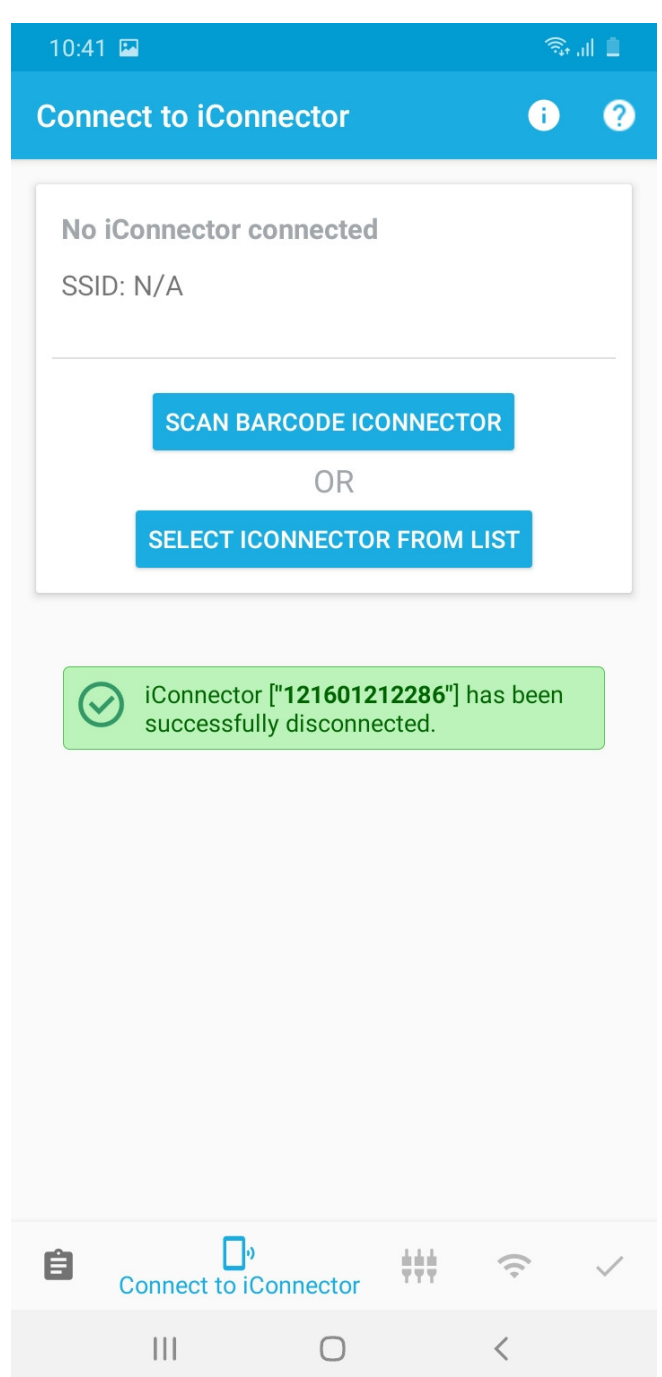 10:41
Connect to iConnector
No iConnector connected
SSID: N/A
SCAN BARCODE ICONNECTOR
OR
SELECT ICONNECTOR FROM LIST
iConnector ["121601212286"] has been
successfully disconnected.
Connect to iConnector